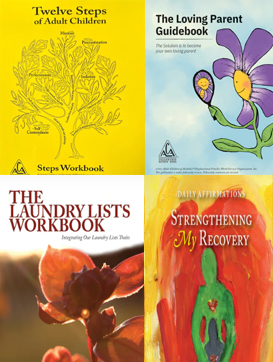 Twelve Steps
of Adult Children
Steps Workbook
The Loving Parent
Guidebook
The Solution is to become
your own loving parent
THE
LAUNDRY LISTS
WORKBOOK
Integrating Our Laundry Lists Traits
DAILY AFFIRMATIONS
STRENGTHENING
My RECOVERY